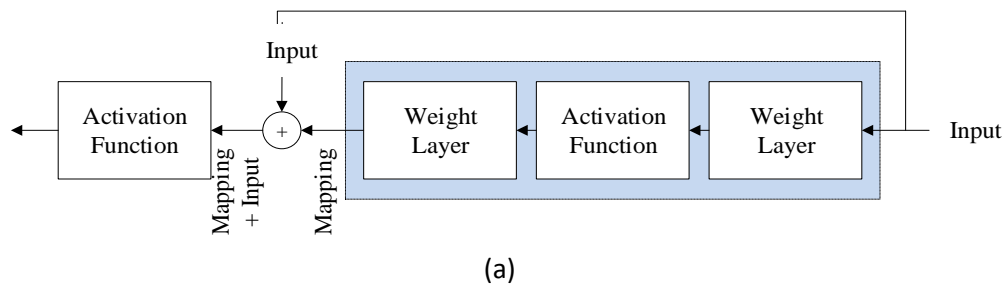 Input
Activation
Function
+
Mapping
+ Input
Mapping
Weight
Layer
Activation
Function
Weight
Layer
Input
(a)